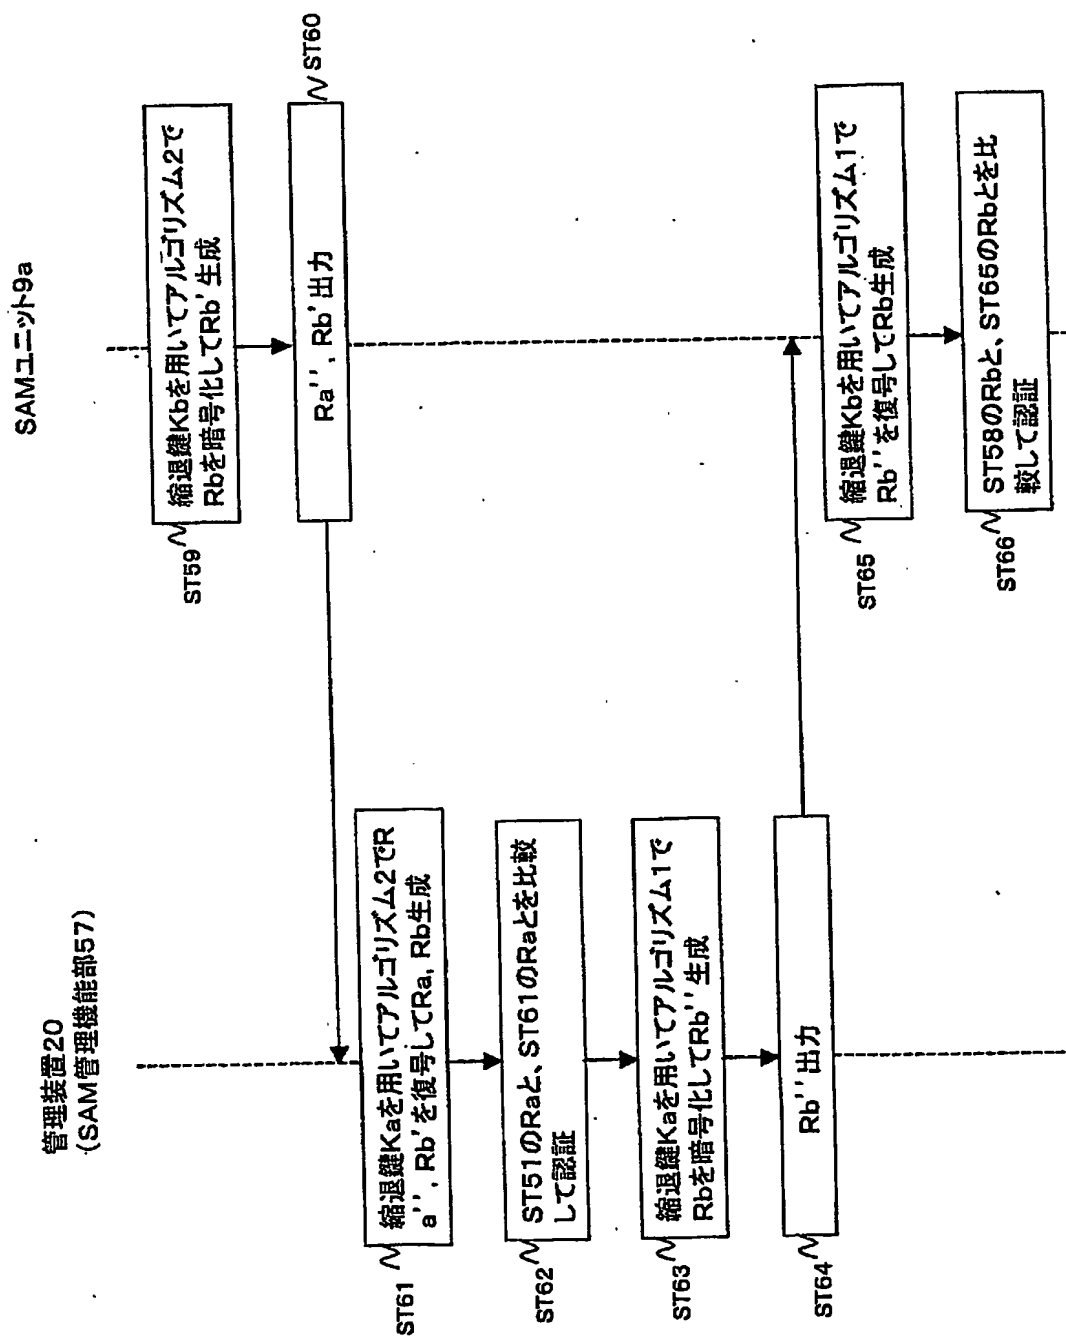 管理装置20
(SAM管理機能部57)
SAMユニット9a
ST59
縮退鍵Kbを用いてアルゴリズム2で
Rbを暗号化してRb'生成
ST60
Ra'', Rb'出力
ST61
縮退鍵Kaを用いてアルゴリズム2でR
a'', Rb'を復号してRa, Rb生成
ST62
ST51のRaと、ST61のRaとを比較
して認証
ST63
縮退鍵Kaを用いてアルゴリズム1で
Rbを暗号化してRb''生成
ST64
Rb''出力
ST65
縮退鍵Kbを用いてアルゴリズム1で
Rb''を復号してRb生成
ST66
ST58のRbと、ST65のRbとを比
較して認証